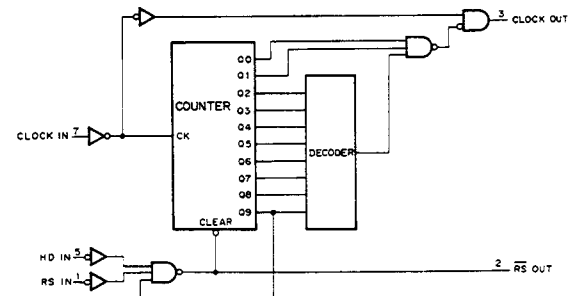 3
CLOCK OUT
Q0
Q1
Q2
COUNTER
Q3
Q4
CLOCK IN 7
CK
Q5
DECODER
Q6
Q7
Q8
Q9
CLEAR
HD IN 5
2
RS OUT
RS IN 1